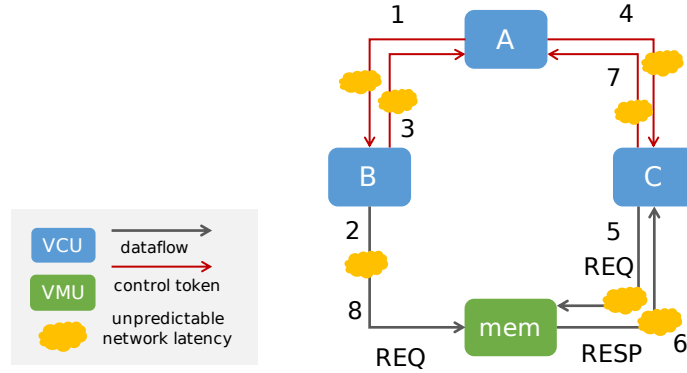 1
4
A
7
3
B
C
2
5
REQ
8
mem
6
REQ
RESP
VCU
dataflow
VMU
control token
unpredictable
network latency